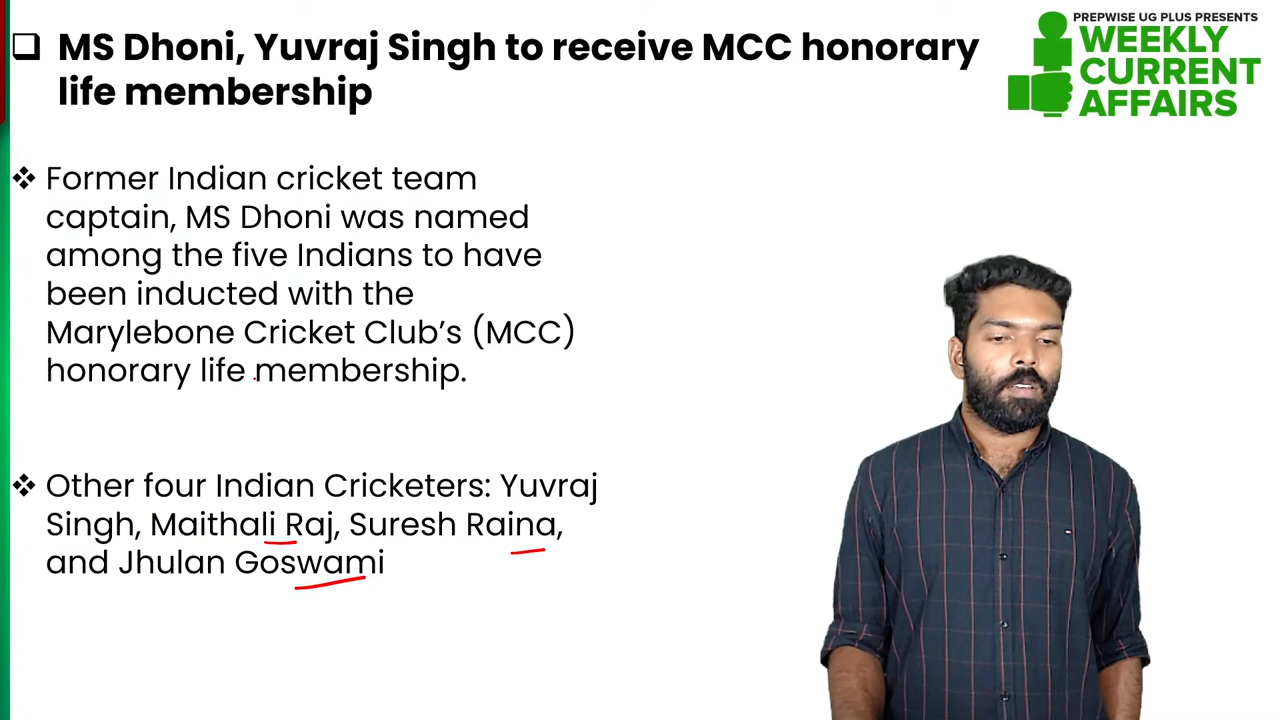 MS Dhoni, Yuvraj Singh to receive MCC honorary
life membership
PREPWISE UG PLUS PRESENTS
WEEKLY
CURRENT
AFFAIRS
Former Indian cricket team
captain, MS Dhoni was named
among the five Indians to have
been inducted with the
Marylebone Cricket Club’s (MCC)
honorary life membership.
Other four Indian Cricketers: Yuvraj
Singh, Maithali Raj, Suresh Raina,
and Jhulan Goswami